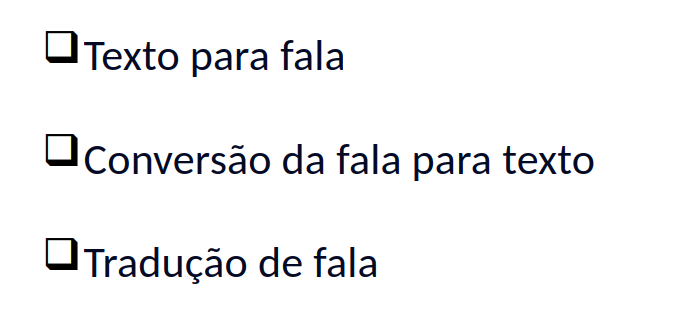 ❑Texto para fala
❑Conversão da fala para texto
❑Tradução de fala